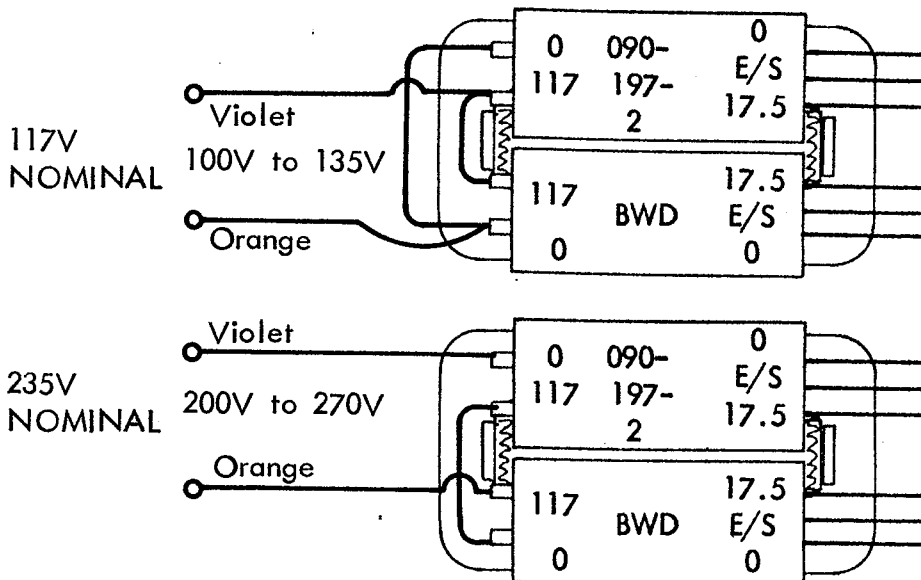 0 090- 0
117 197- E/S
2 17.5
Violet
117V
NOMINAL 100V to 135V
117 17.5
BWD E/S
Orange
0 0
Violet
0 090- 0
117 197- E/S
2 17.5
235V
NOMINAL 200V to 270V
Orange
117 17.5
BWD E/S
0 0